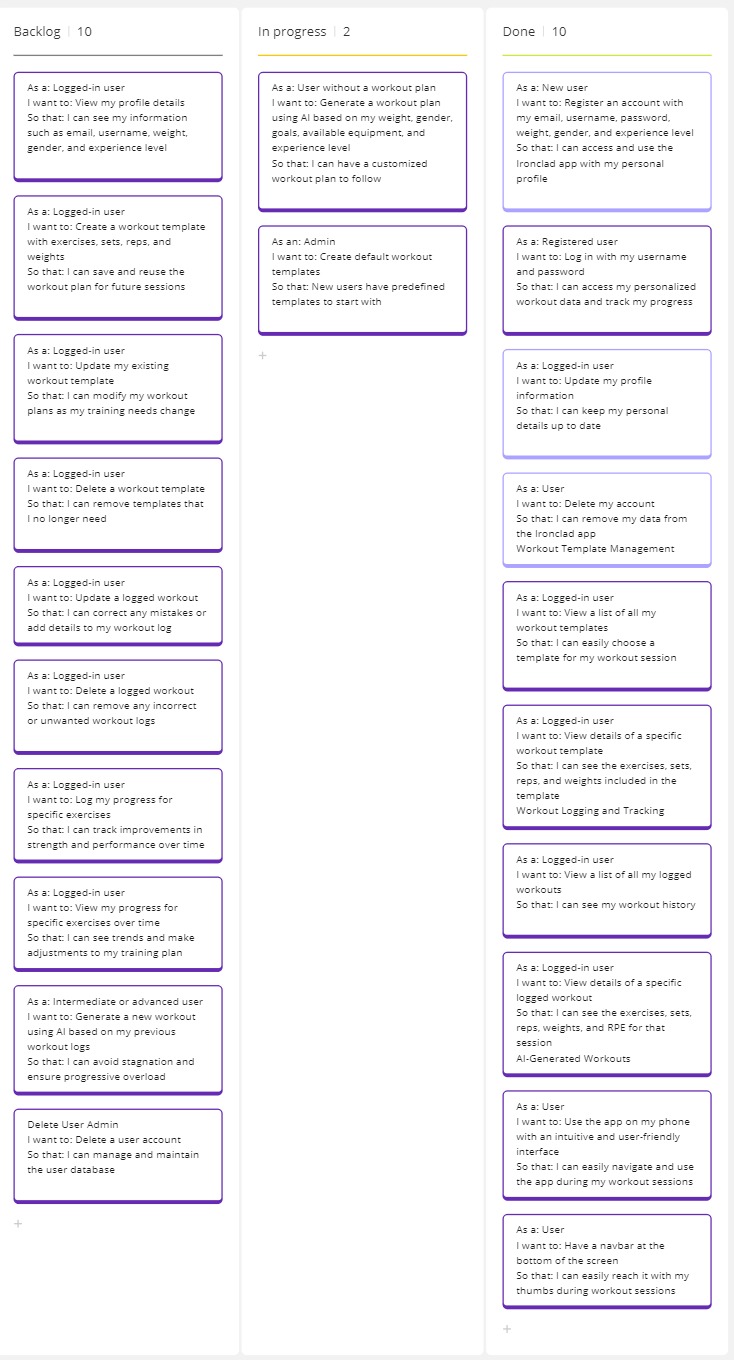 Backlog | 10
As a: Logged-in user
I want to: View my profile details
So that: I can see my information
such as email, username, weight,
gender, and experience level
As a: Logged-in user
I want to: Create a workout template
with exercises, sets, reps, and
weights
So that: I can save and reuse the
workout plan for future sessions
As a: Logged-in user
I want to: Update my existing
workout template
So that: I can modify my workout
plans as my training needs change
As a: Logged-in user
I want to: Delete a workout template
So that: I can remove templates that
I no longer need
As a: Logged-in user
I want to: Update a logged workout
So that: I can correct any mistakes or
add details to my workout log
As a: Logged-in user
I want to: Delete a logged workout
So that: I can remove any incorrect
or unwanted workout logs
As a: Logged-in user
I want to: Log my progress for
specific exercises
So that: I can track improvements in
strength and performance over time
As a: Logged-in user
I want to: View my progress for
specific exercises over time
So that: I can see trends and make
adjustments to my training plan
As a: Intermediate or advanced user
I want to: Generate a new workout
using AI based on my previous
workout logs
So that: I can avoid stagnation and
ensure progressive overload
Delete User Admin
I want to: Delete a user account
So that: I can manage and maintain
the user database
+
In progress | 2
As a: User without a workout plan
I want to: Generate a workout plan
using AI based on my weight, gender,
goals, available equipment, and
experience level
So that: I can have a customized
workout plan to follow
As an: Admin
I want to: Create default workout
templates
So that: New users have predefined
templates to start with
+
Done | 10
As a: New user
I want to: Register an account with
my email, username, password,
weight, gender, and experience level
So that: I can access and use the
Ironclad app with my personal
profile
As a: Registered user
I want to: Log in with my username
and password
So that: I can access my personalized
workout data and track my progress
As a: Logged-in user
I want to: Update my profile
information
So that: I can keep my personal
details up to date
As a: User
I want to: Delete my account
So that: I can remove my data from
the Ironclad app
Workout Template Management
As a: Logged-in user
I want to: View a list of all my
workout templates
So that: I can easily choose a
template for my workout session
As a: Logged-in user
I want to: View details of a specific
workout template
So that: I can see the exercises, sets,
reps, and weights included in the
template
Workout Logging and Tracking
As a: Logged-in user
I want to: View a list of all my logged
workouts
So that: I can see my workout history
As a: Logged-in user
I want to: View details of a specific
logged workout
So that: I can see the exercises, sets,
reps, weights, and RPE for that
session
AI-Generated Workouts
As a: User
I want to: Use the app on my phone
with an intuitive and user-friendly
interface
So that: I can easily navigate and use
the app during my workout sessions
As a: User
I want to: Have a navbar at the
bottom of the screen
So that: I can easily reach it with my
thumbs during workout sessions
+